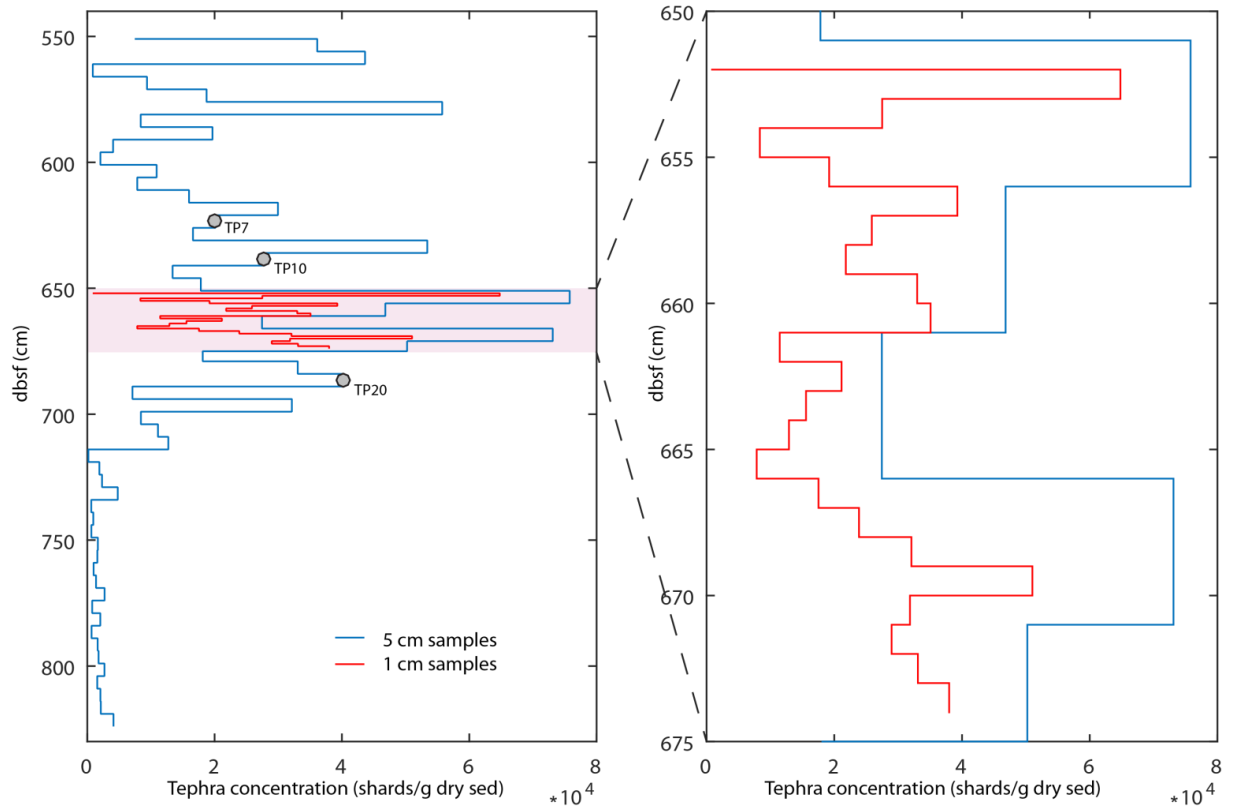 550
600
650
700
750
800
dbsf (cm)
TP7
TP10
TP20
5 cm samples
1 cm samples
0 2 4 6 8
Tephra concentration (shards/g dry sed)
*10^4
650
655
660
665
670
675
dbsf (cm)
0 2 4 6 8
Tephra concentration (shards/g dry sed)
*10^4